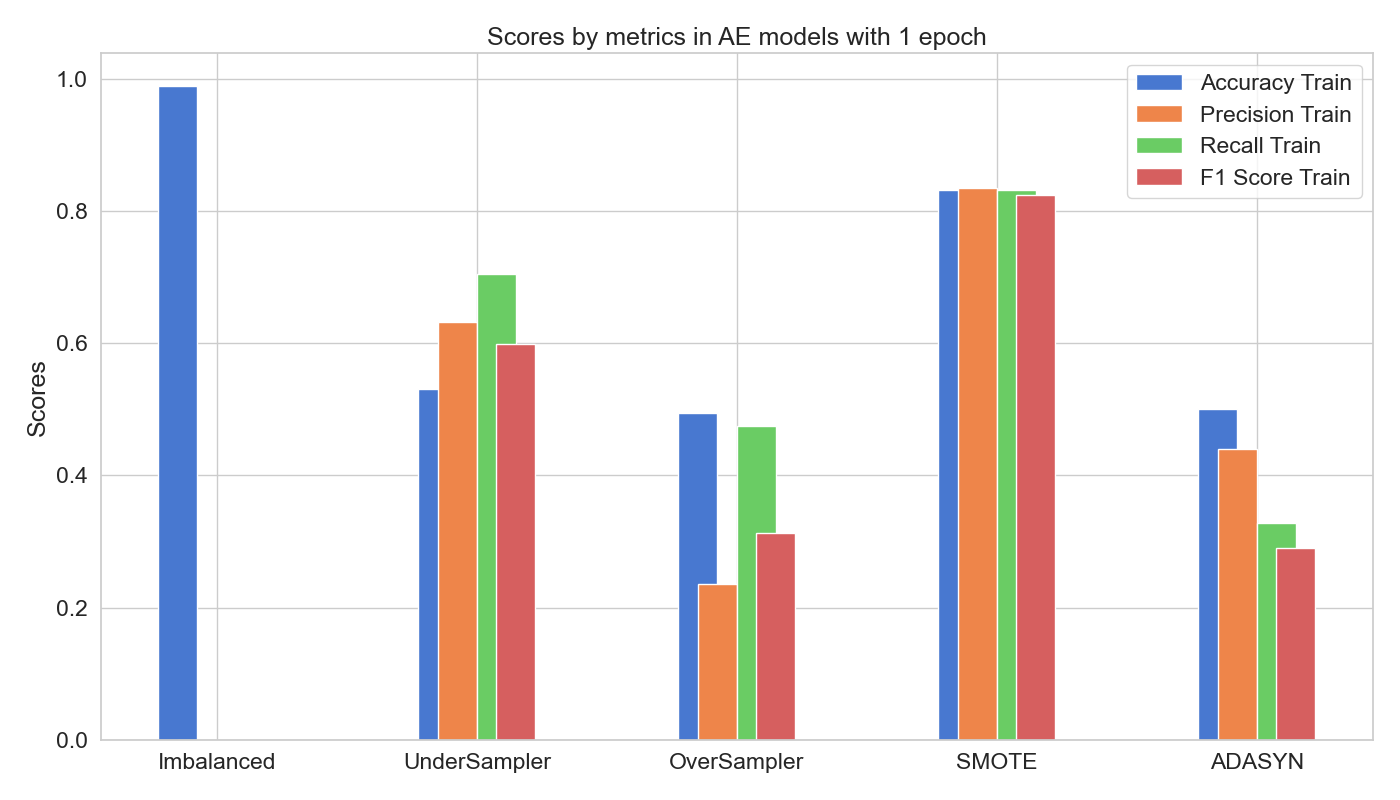 Scores by metrics in AE models with 1 epoch
Accuracy Train
Precision Train
Recall Train
F1 Score Train
Scores
1.0
0.8
0.6
0.4
0.2
0.0
Imbalanced UnderSampler OverSampler SMOTE ADASYN